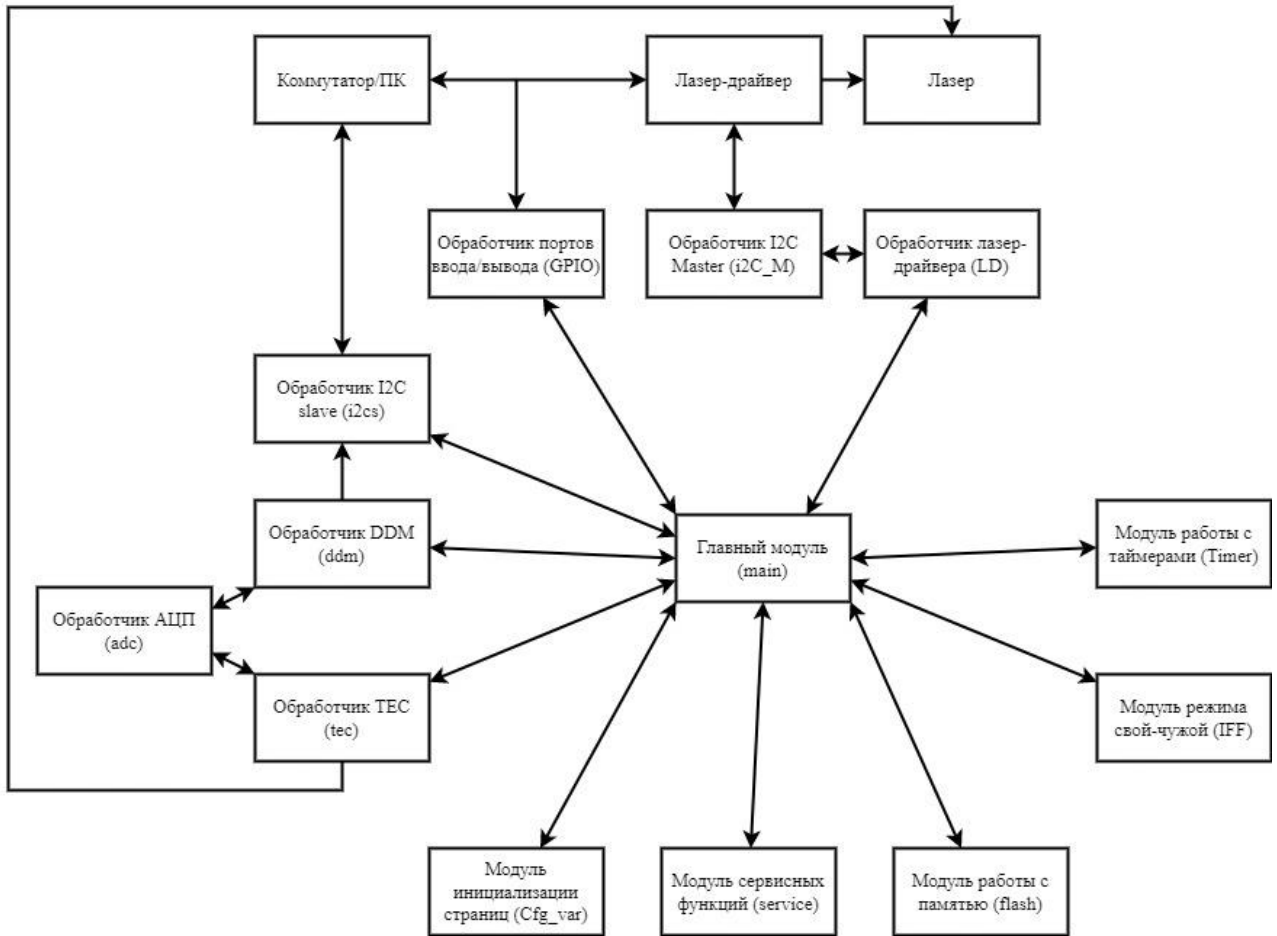 Коммутатор/ПК
Лазер-драйвер
Лазер
Обработчик портов
ввода/вывода (GPIO)
Обработчик I2C
Master (i2C_M)
Обработчик лазер-
драйвера (LD)
Обработчик I2C
slave (i2cs)
Обработчик DDM
(ddm)
Главный модуль
(main)
Модуль работы с
таймерами (Timer)
Обработчик АЦП
(adc)
Обработчик TEC
(tec)
Модуль режима
свой-чужой (IFF)
Модуль
инициализации
страниц (Cfg_var)
Модуль сервисных
функций (service)
Модуль работы с
памятью (flash)